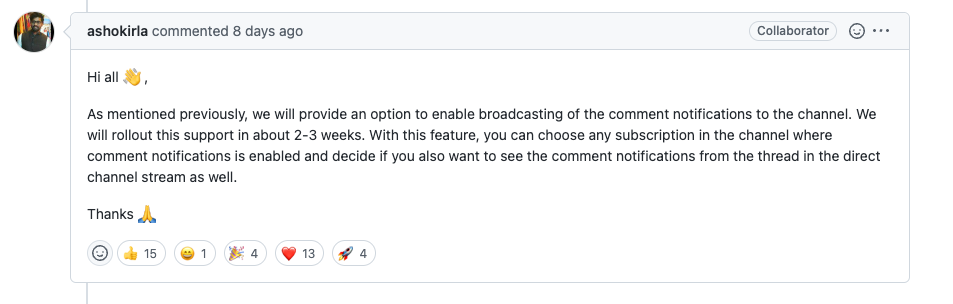 ashokirla commented 8 days ago Collaborator
Hi all 👋 ,
As mentioned previously, we will provide an option to enable broadcasting of the comment notifications to the channel. We
will rollout this support in about 2-3 weeks. With this feature, you can choose any subscription in the channel where
comment notifications is enabled and decide if you also want to see the comment notifications from the thread in the direct
channel stream as well.
Thanks 🙏
👍 15 😄 1 🎉 4 ❤️ 13 🚀 4